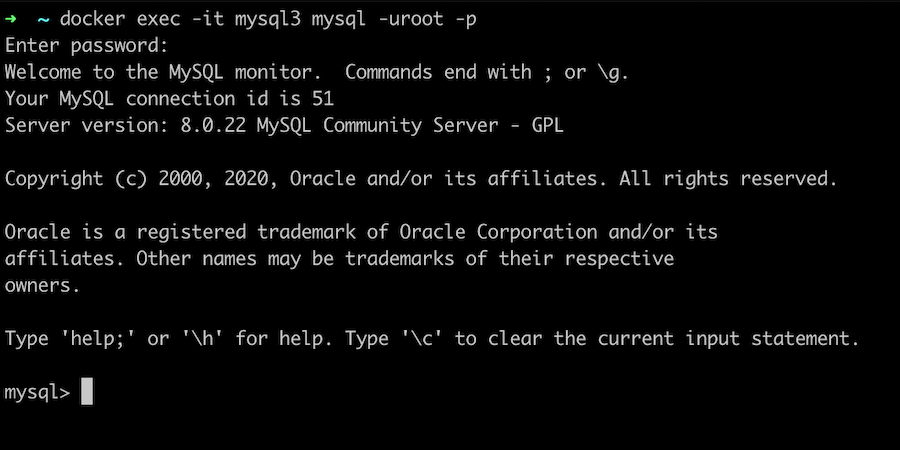 ➜  ~ docker exec -it mysql3 mysql -uroot -p
Enter password:
Welcome to the MySQL monitor.  Commands end with ; or \g.
Your MySQL connection id is 51
Server version: 8.0.22 MySQL Community Server - GPL

Copyright (c) 2000, 2020, Oracle and/or its affiliates. All rights reserved.

Oracle is a registered trademark of Oracle Corporation and/or its
affiliates. Other names may be trademarks of their respective
owners.

Type 'help;' or '\h' for help. Type '\c' to clear the current input statement.

mysql>